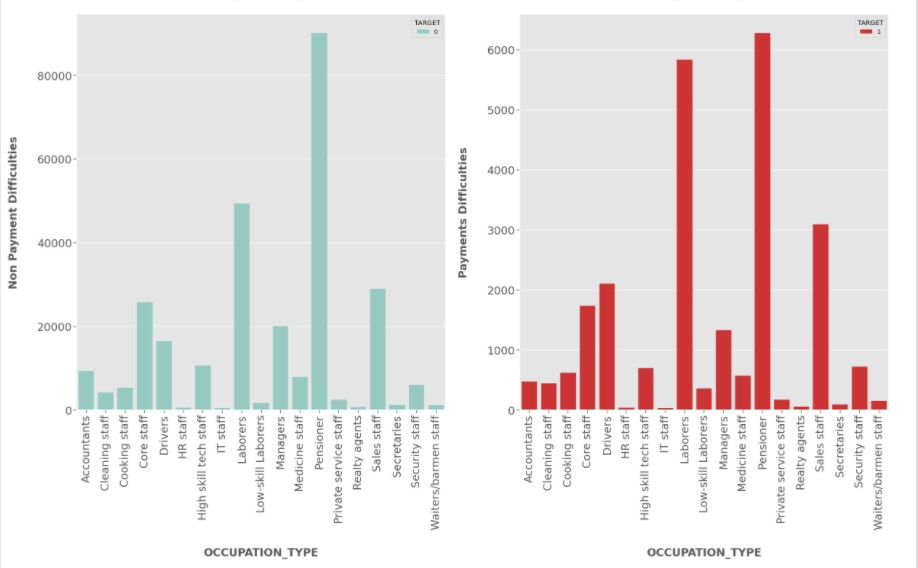 TARGET
0
80000
60000
40000
20000
0
Non Payment Difficulties
Accountants
Cleaning staff
Cooking staff
Core staff
Drivers
HR staff
High skill tech staff
IT staff
Laborers
Low-skill Laborers
Managers
Medicine staff
Pensioner
Private service staff
Realty agents
Sales staff
Secretaries
Security staff
Waiters/barmen staff
OCCUPATION_TYPE
TARGET
1
6000
5000
4000
3000
2000
1000
0
Payments Difficulties
Accountants
Cleaning staff
Cooking staff
Core staff
Drivers
HR staff
High skill tech staff
IT staff
Laborers
Low-skill Laborers
Managers
Medicine staff
Pensioner
Private service staff
Realty agents
Sales staff
Secretaries
Security staff
Waiters/barmen staff
OCCUPATION_TYPE